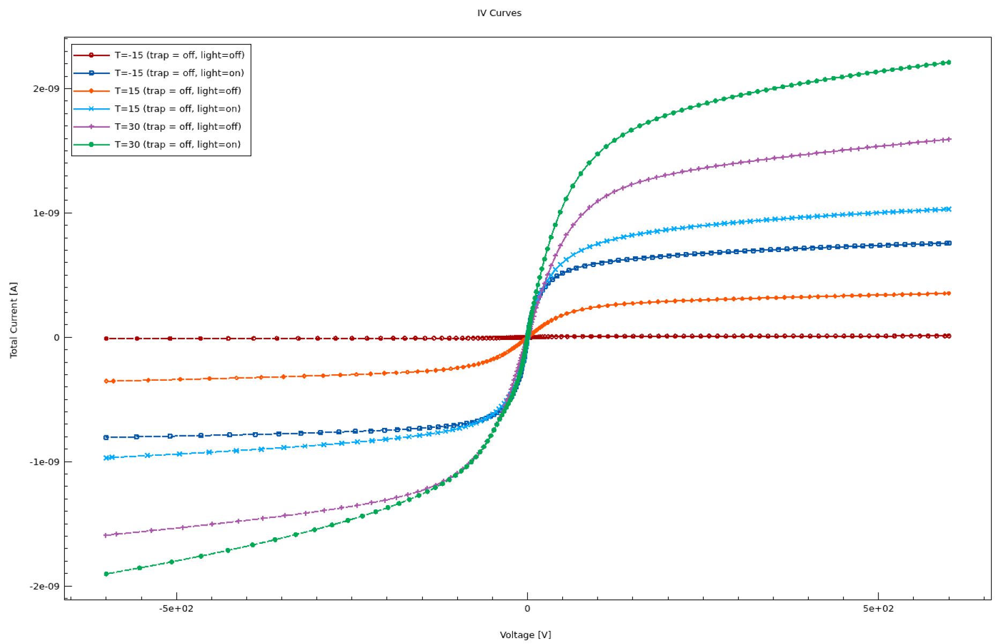 IV Curves
T=-15 (trap = off, light=off)
T=-15 (trap = off, light=on)
T=15 (trap = off, light=off)
T=15 (trap = off, light=on)
T=30 (trap = off, light=off)
T=30 (trap = off, light=on)
2e-09
1e-09
0
-1e-09
-2e-09
Total Current [A]
-5e+02
0
5e+02
Voltage [V]